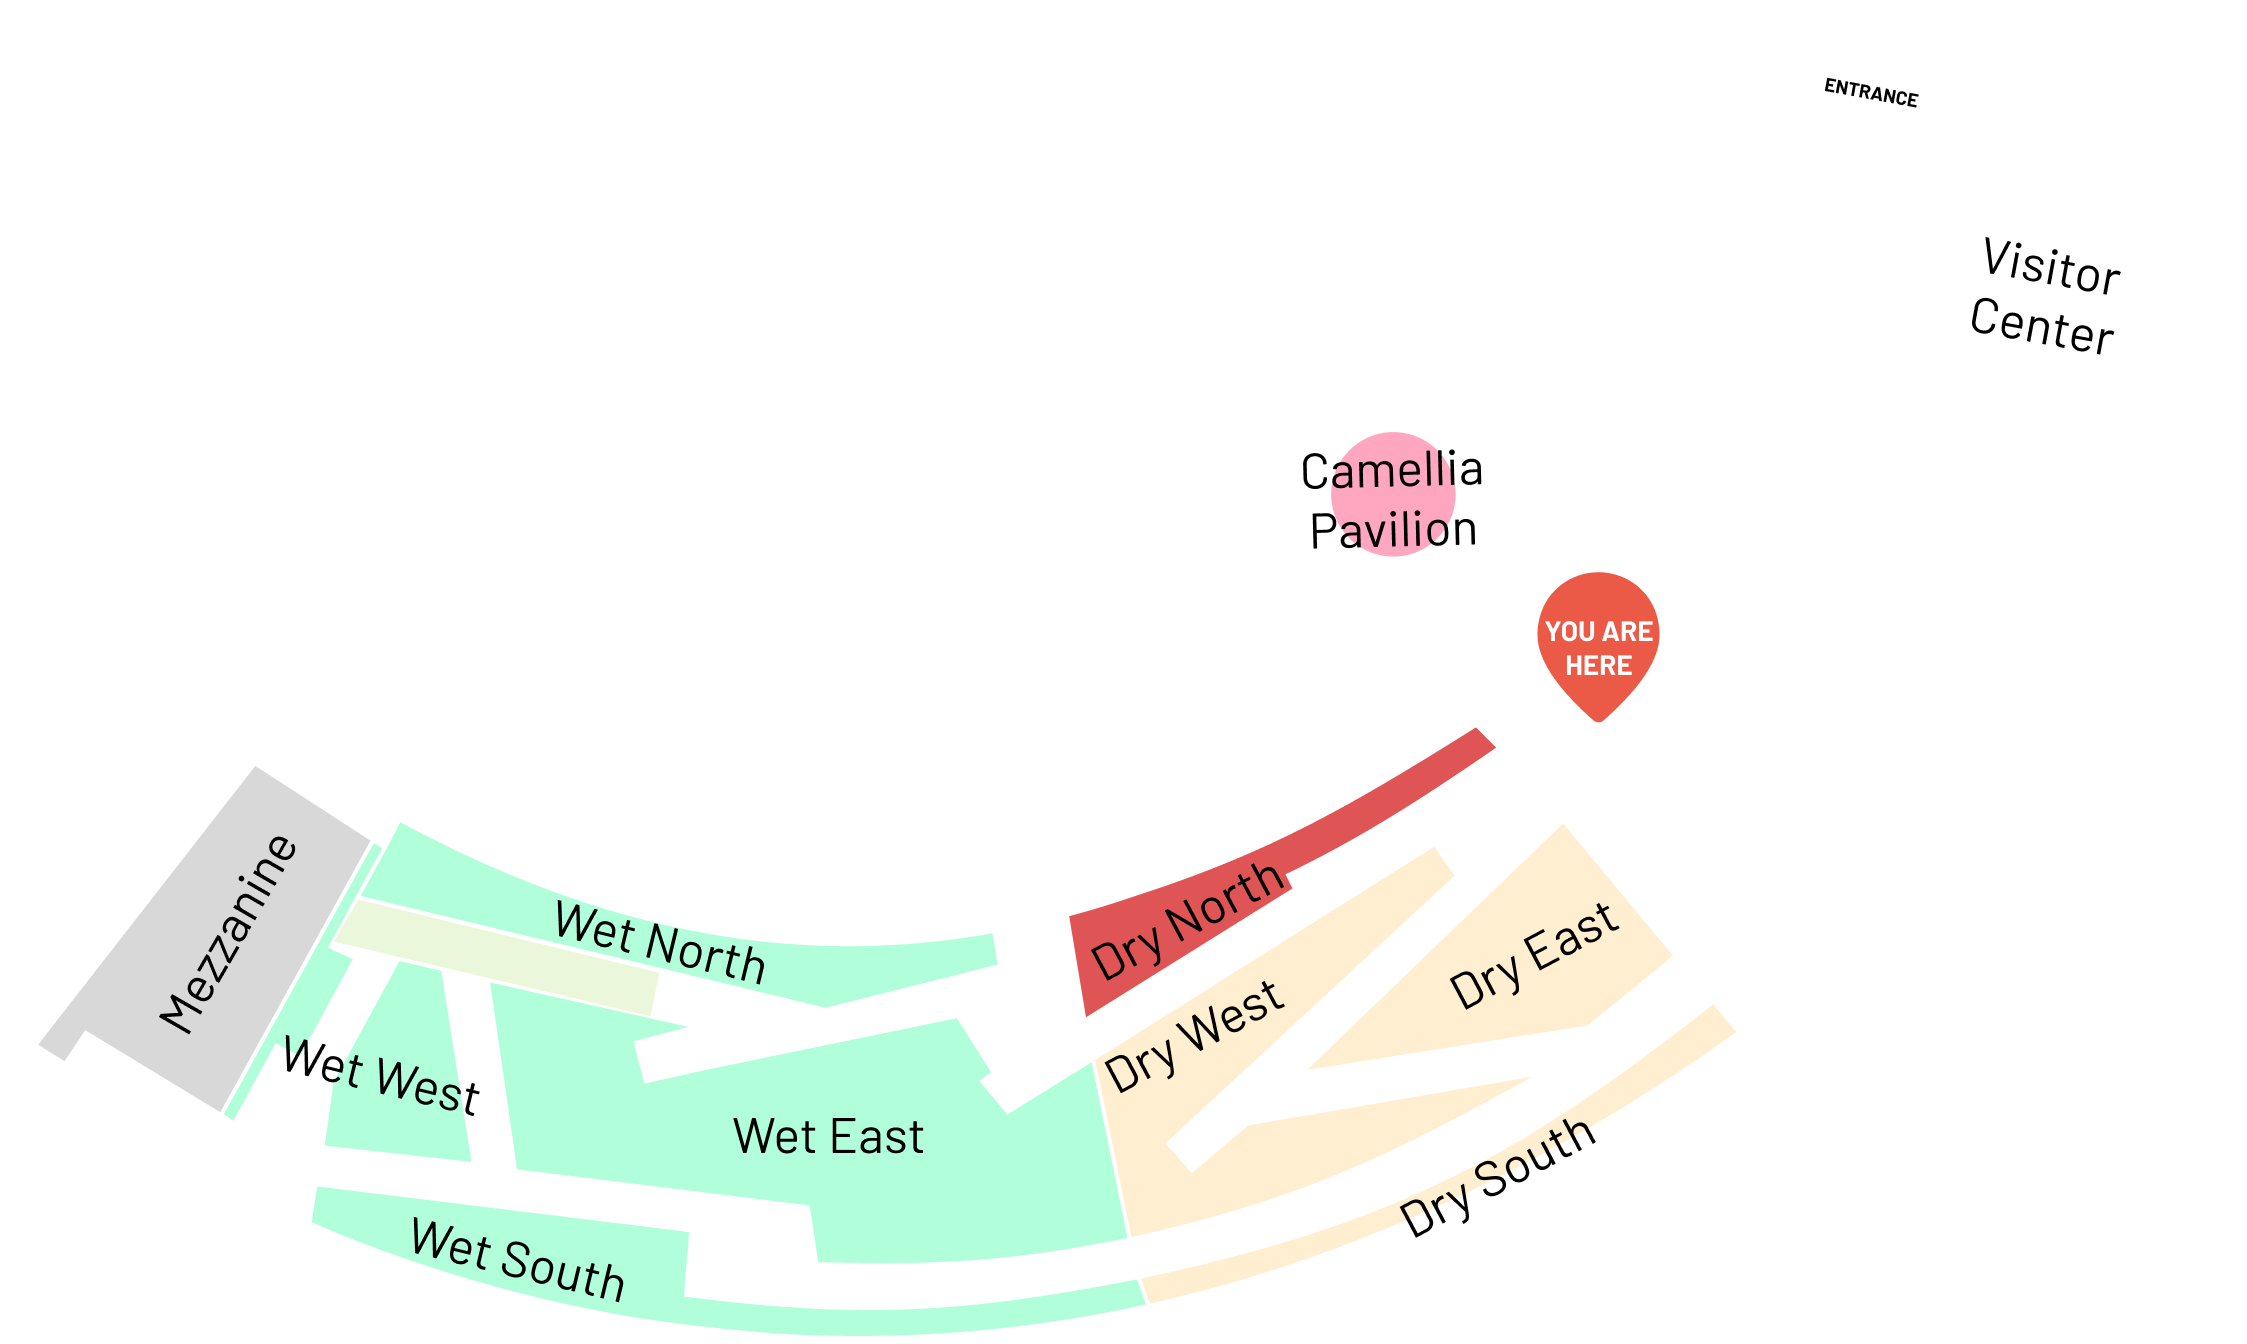 ENTRANCE
Visitor
Center
Camellia
Pavilion
YOU ARE
HERE
Mezzanine
Wet North
Dry North
Dry East
Dry West
Wet West
Wet East
Dry South
Wet South